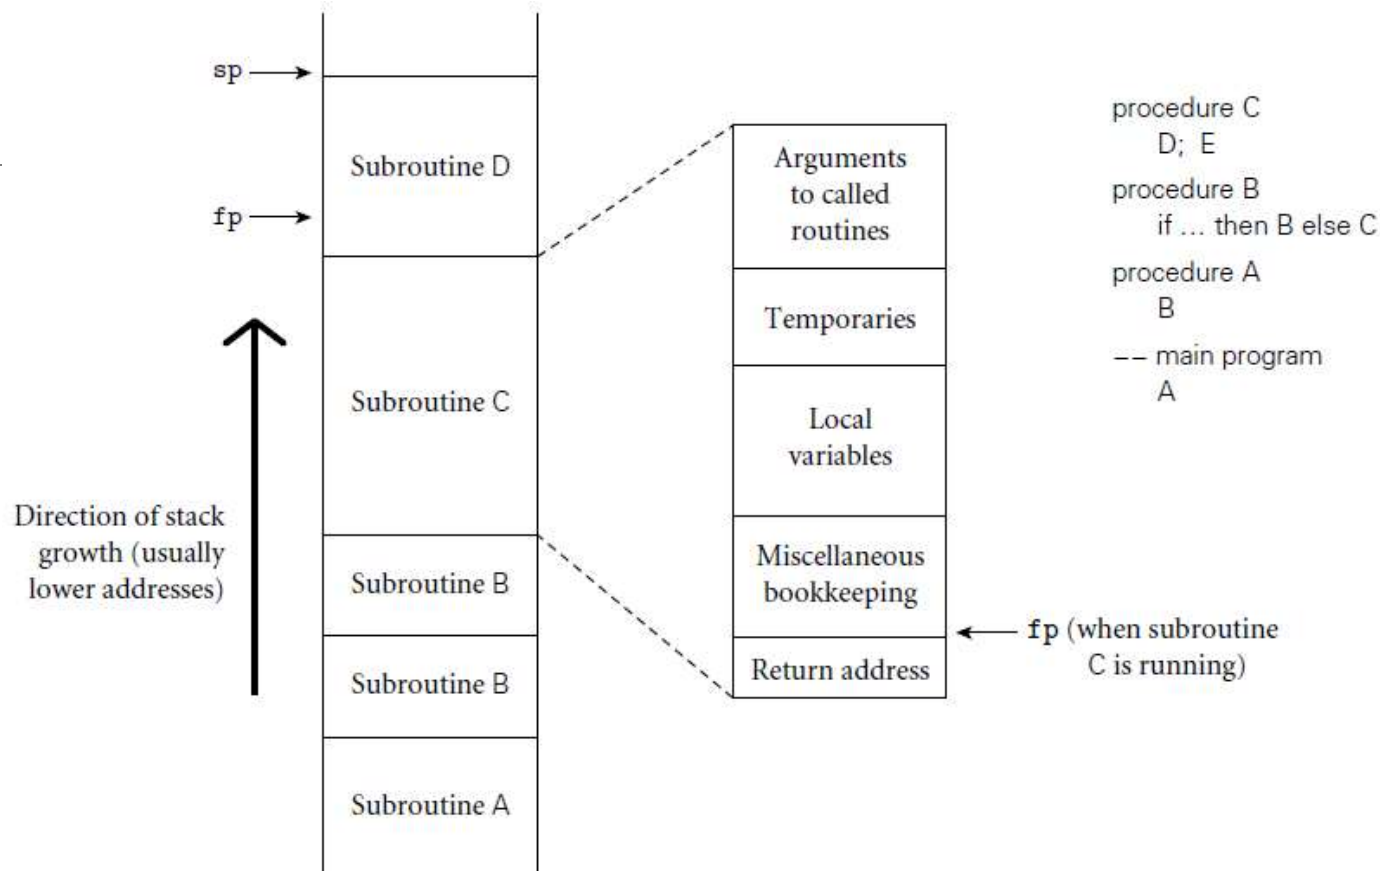 sp
Subroutine D
fp
Subroutine C
Direction of stack
growth (usually
lower addresses)
Subroutine B
Subroutine B
Subroutine A
Arguments
to called
routines
Temporaries
Local
variables
Miscellaneous
bookkeeping
Return address
fp (when subroutine
C is running)
procedure C
D; E
procedure B
if ... then B else C
procedure A
B
-- main program
A